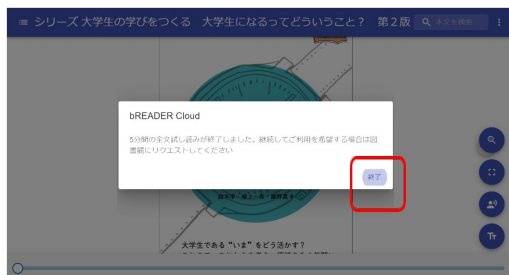 シリーズ 大学生の学びをつくる　大学生になるってどういうこと？　第２版
本文を検索
bREADER Cloud
5分間の全文試し読みが終了しました。継続してご利用を希望する場合は図
書館にリクエストしてください
終了
大学生である“いま”をどう活かす？